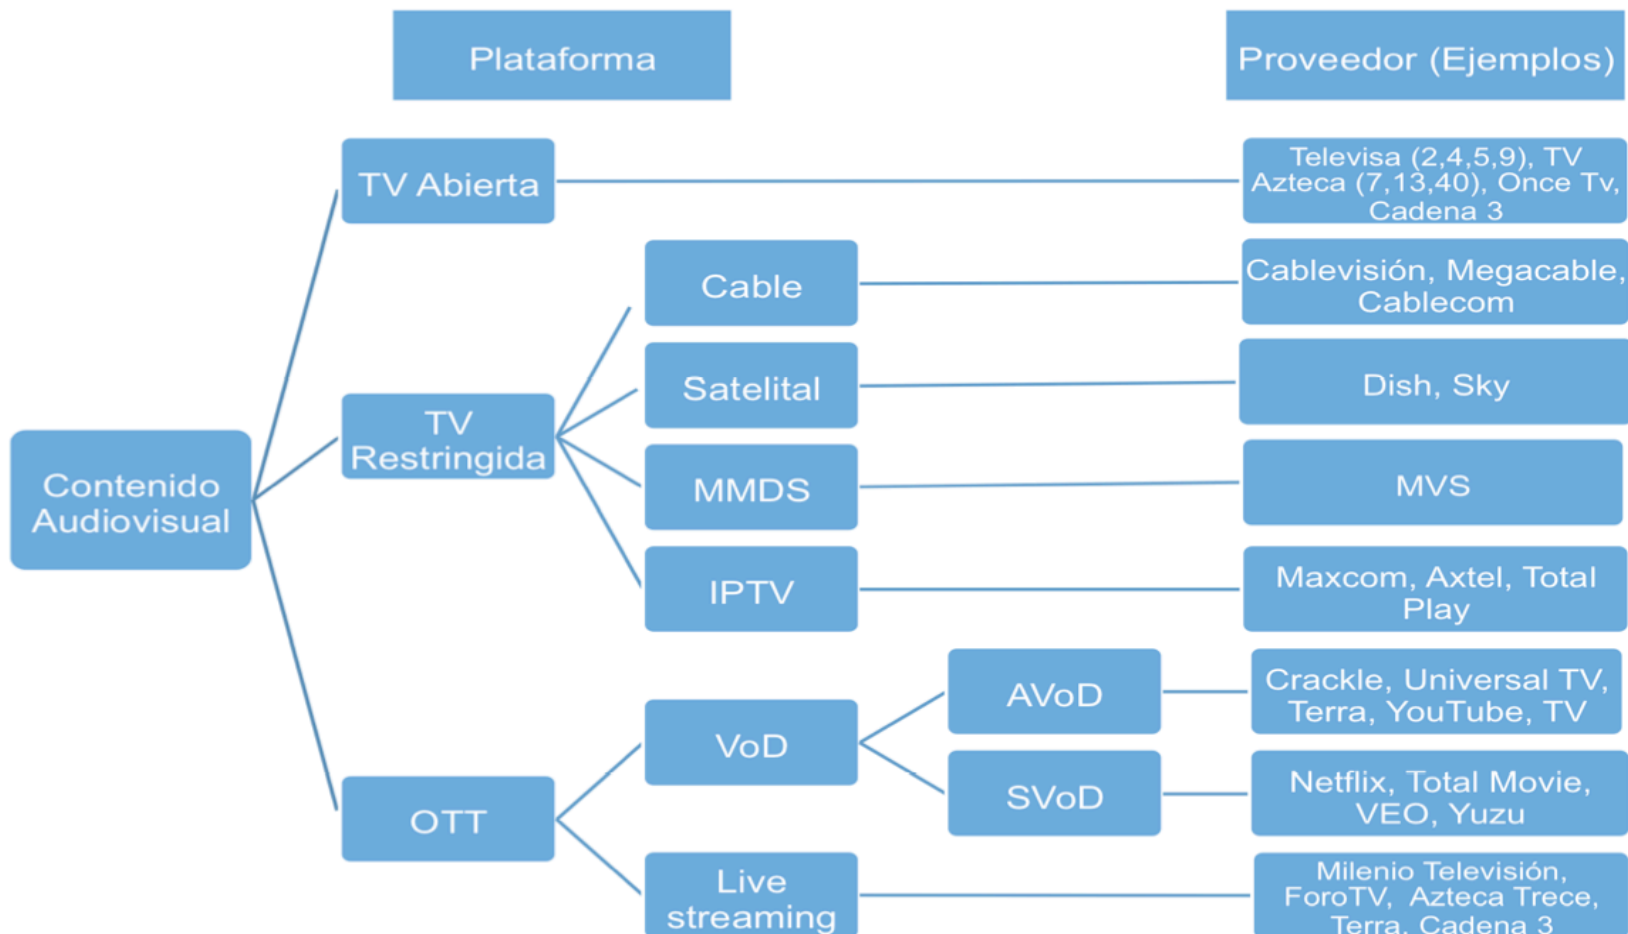 Plataforma
Proveedor (Ejemplos)
TV Abierta
Televisa (2,4,5,9), TV
Azteca (7,13,40), Once Tv,
Cadena 3
Cable
Cablevisión, Megacable,
Cablecom
Satelital
Dish, Sky
TV
Restringida
Contenido
Audiovisual
MMDS
MVS
IPTV
Maxcom, Axtel, Total
Play
AVoD
Crackle, Universal TV,
Terra, YouTube, TV
VoD
SVoD
Netflix, Total Movie,
VEO, Yuzu
OTT
Live
streaming
Milenio Televisión,
ForoTV, Azteca Trece,
Terra, Cadena 3